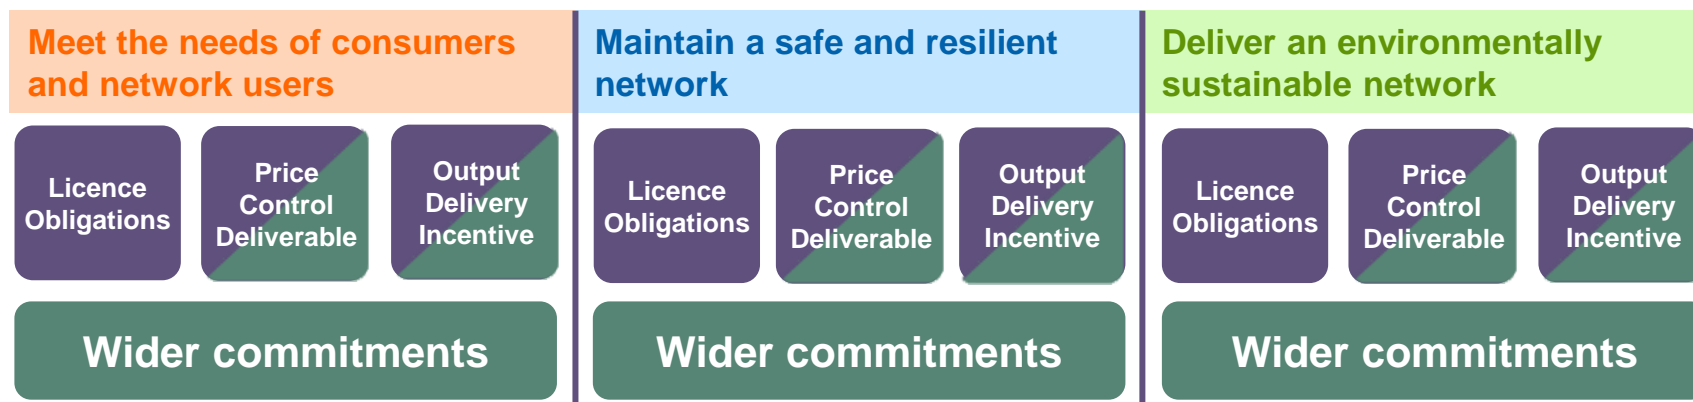 Meet the needs of consumers
and network users
Licence
Obligations
Price
Control
Deliverable
Output
Delivery
Incentive
Wider commitments
Maintain a safe and resilient
network
Licence
Obligations
Price
Control
Deliverable
Output
Delivery
Incentive
Wider commitments
Deliver an environmentally
sustainable network
Licence
Obligations
Price
Control
Deliverable
Output
Delivery
Incentive
Wider commitments